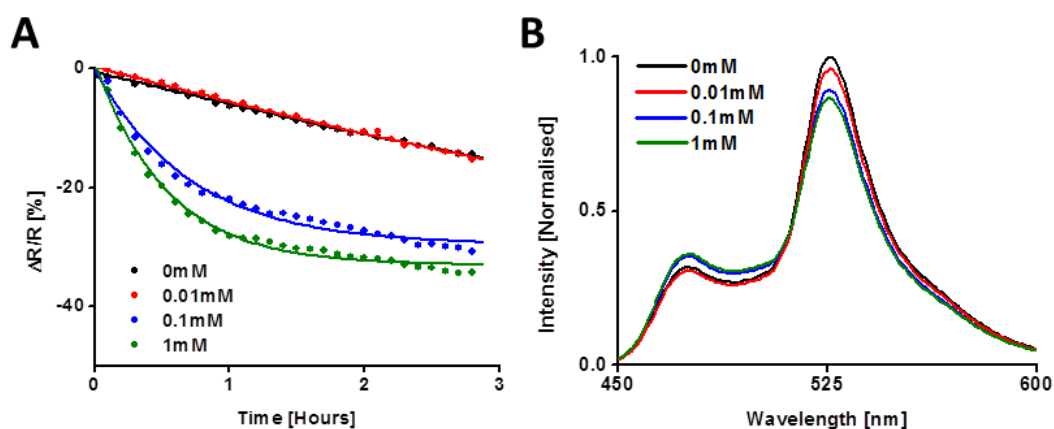 A
ΔR/R [%]
0
-20
-40
0mM
0.01mM
0.1mM
1mM
0 1 2 3
Time [Hours]
B
Intensity [Normalised]
1.0
0.5
0.0
0mM
0.01mM
0.1mM
1mM
450 525 600
Wavelength [nm]